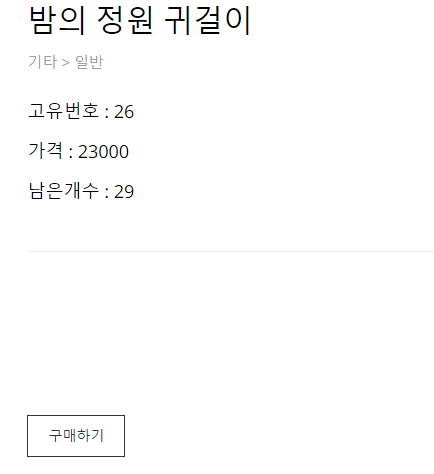 밤의 정원 귀걸이
기타 > 일반
고유번호 : 26
가격 : 23000
남은개수 : 29
구매하기